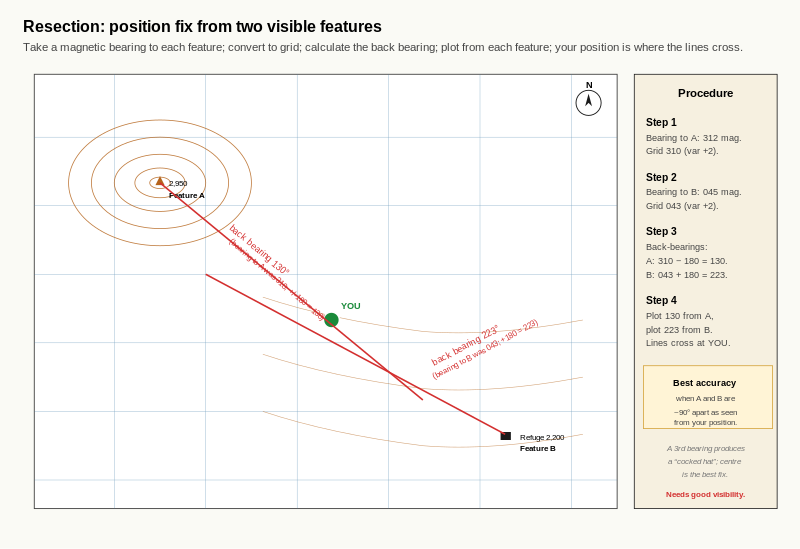 Resection: position fix from two visible features
Take a magnetic bearing to each feature; convert to grid; calculate the back bearing; plot from each feature; your position is where the lines cross.
N
2,950
Feature A
back bearing 130°
YOU
back bearing 223°
(bearing to B was 043; +180 = 223)
Refuge 2,200
Feature B
Procedure
Step 1
Bearing to A: 312 mag.
Grid 310 (var +2).
Step 2
Bearing to B: 045 mag.
Grid 043 (var +2).
Step 3
Back-bearings:
A: 310 − 180 = 130.
B: 043 + 180 = 223.
Step 4
Plot 130 from A,
plot 223 from B.
Lines cross at YOU.
Best accuracy
when A and B are
~90° apart as seen
from your position.
A 3rd bearing produces
a "cocked hat"; centre
is the best fix.
Needs good visibility.